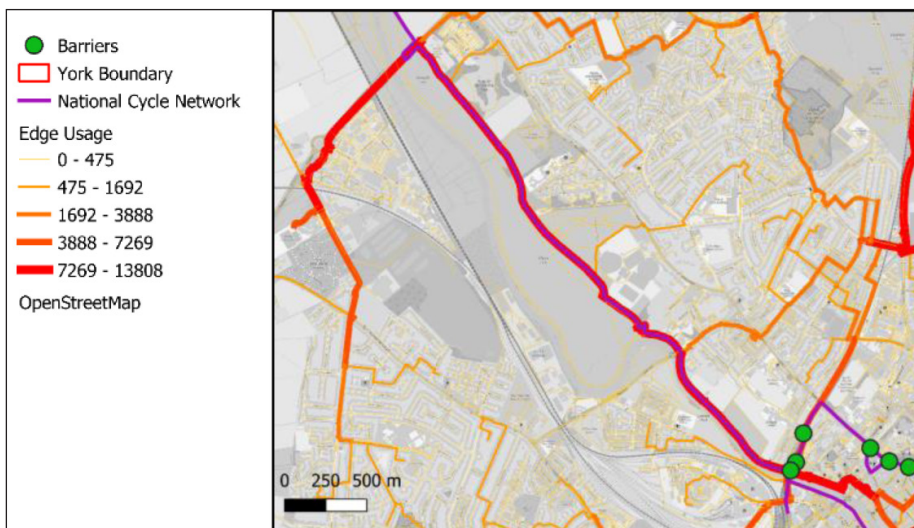 Barriers
York Boundary
National Cycle Network
Edge Usage
0 - 475
475 - 1692
1692 - 3888
3888 - 7269
7269 - 13808
OpenStreetMap
0 250 500 m